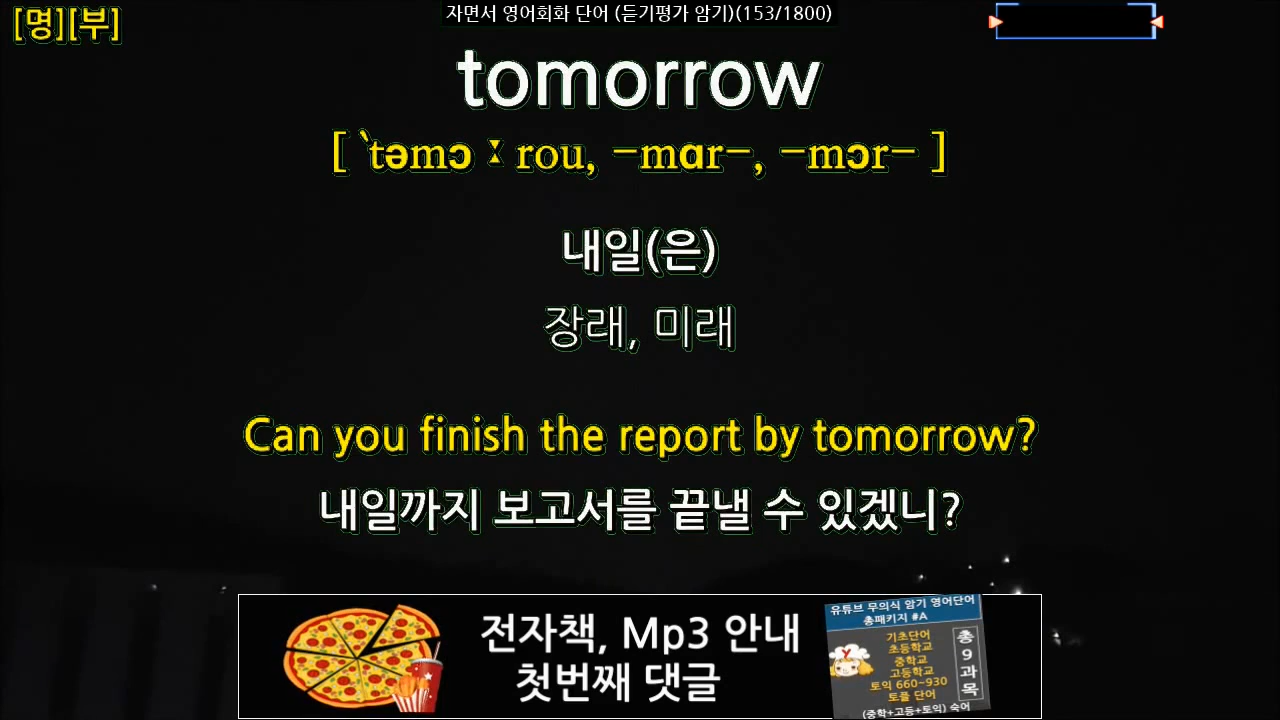 [명][부]
자면서 영어회화 단어 (듣기평가 암기)(153/1800)
tomorrow
[ `təmɔ ː rou, -mɑr-, -mɔr- ]
내일(은)
장래, 미래
Can you finish the report by tomorrow?
내일까지 보고서를 끝낼 수 있겠니?
전자책, Mp3 안내
첫번째 댓글
유튜브 무의식 암기 영어단어
총패키지 #A
기초단어
초등학교
중학교
고등학교
토익 660~930
토플 단어
총
9
과
목
(중학+고등+토익) 숙어